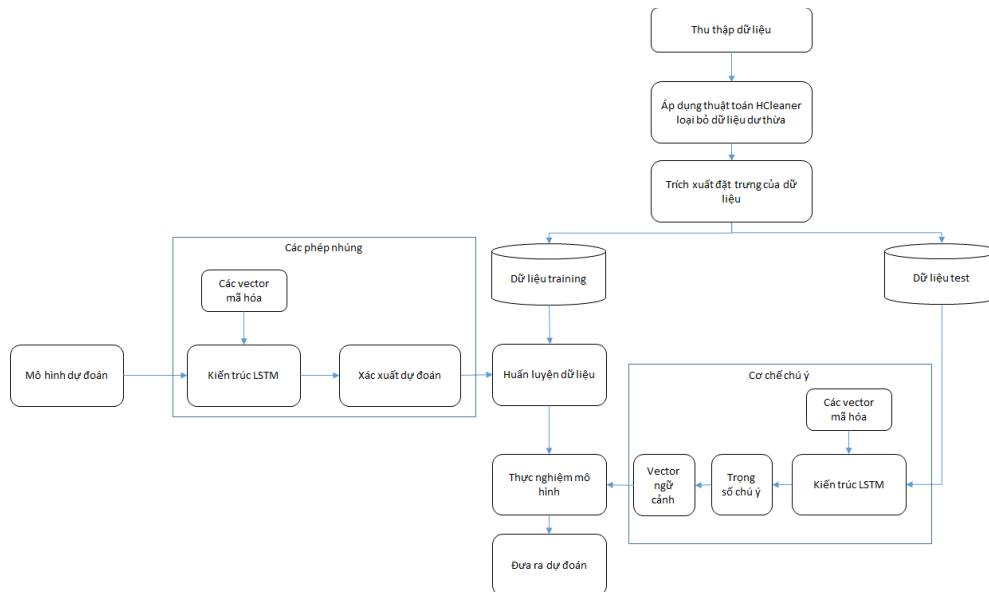 Thu thập dữ liệu
Áp dụng thuật toán HCleaner
loại bỏ dữ liệu dư thừa
Trích xuất đặt trưng của dữ
liệu
Các phép nhúng
Các vector
mã hóa
Dữ liệu training
Dữ liệu test
Mô hình dự đoán
Kiến trúc LSTM
Xác xuất dự đoán
Huấn luyện dữ liệu
Cơ chế chú ý
Các vector
mã hóa
Thực nghiệm mô
hình
Vector
ngữ
cảnh
Trọng
số chú ý
Kiến trúc LSTM
Đưa ra dự đoán